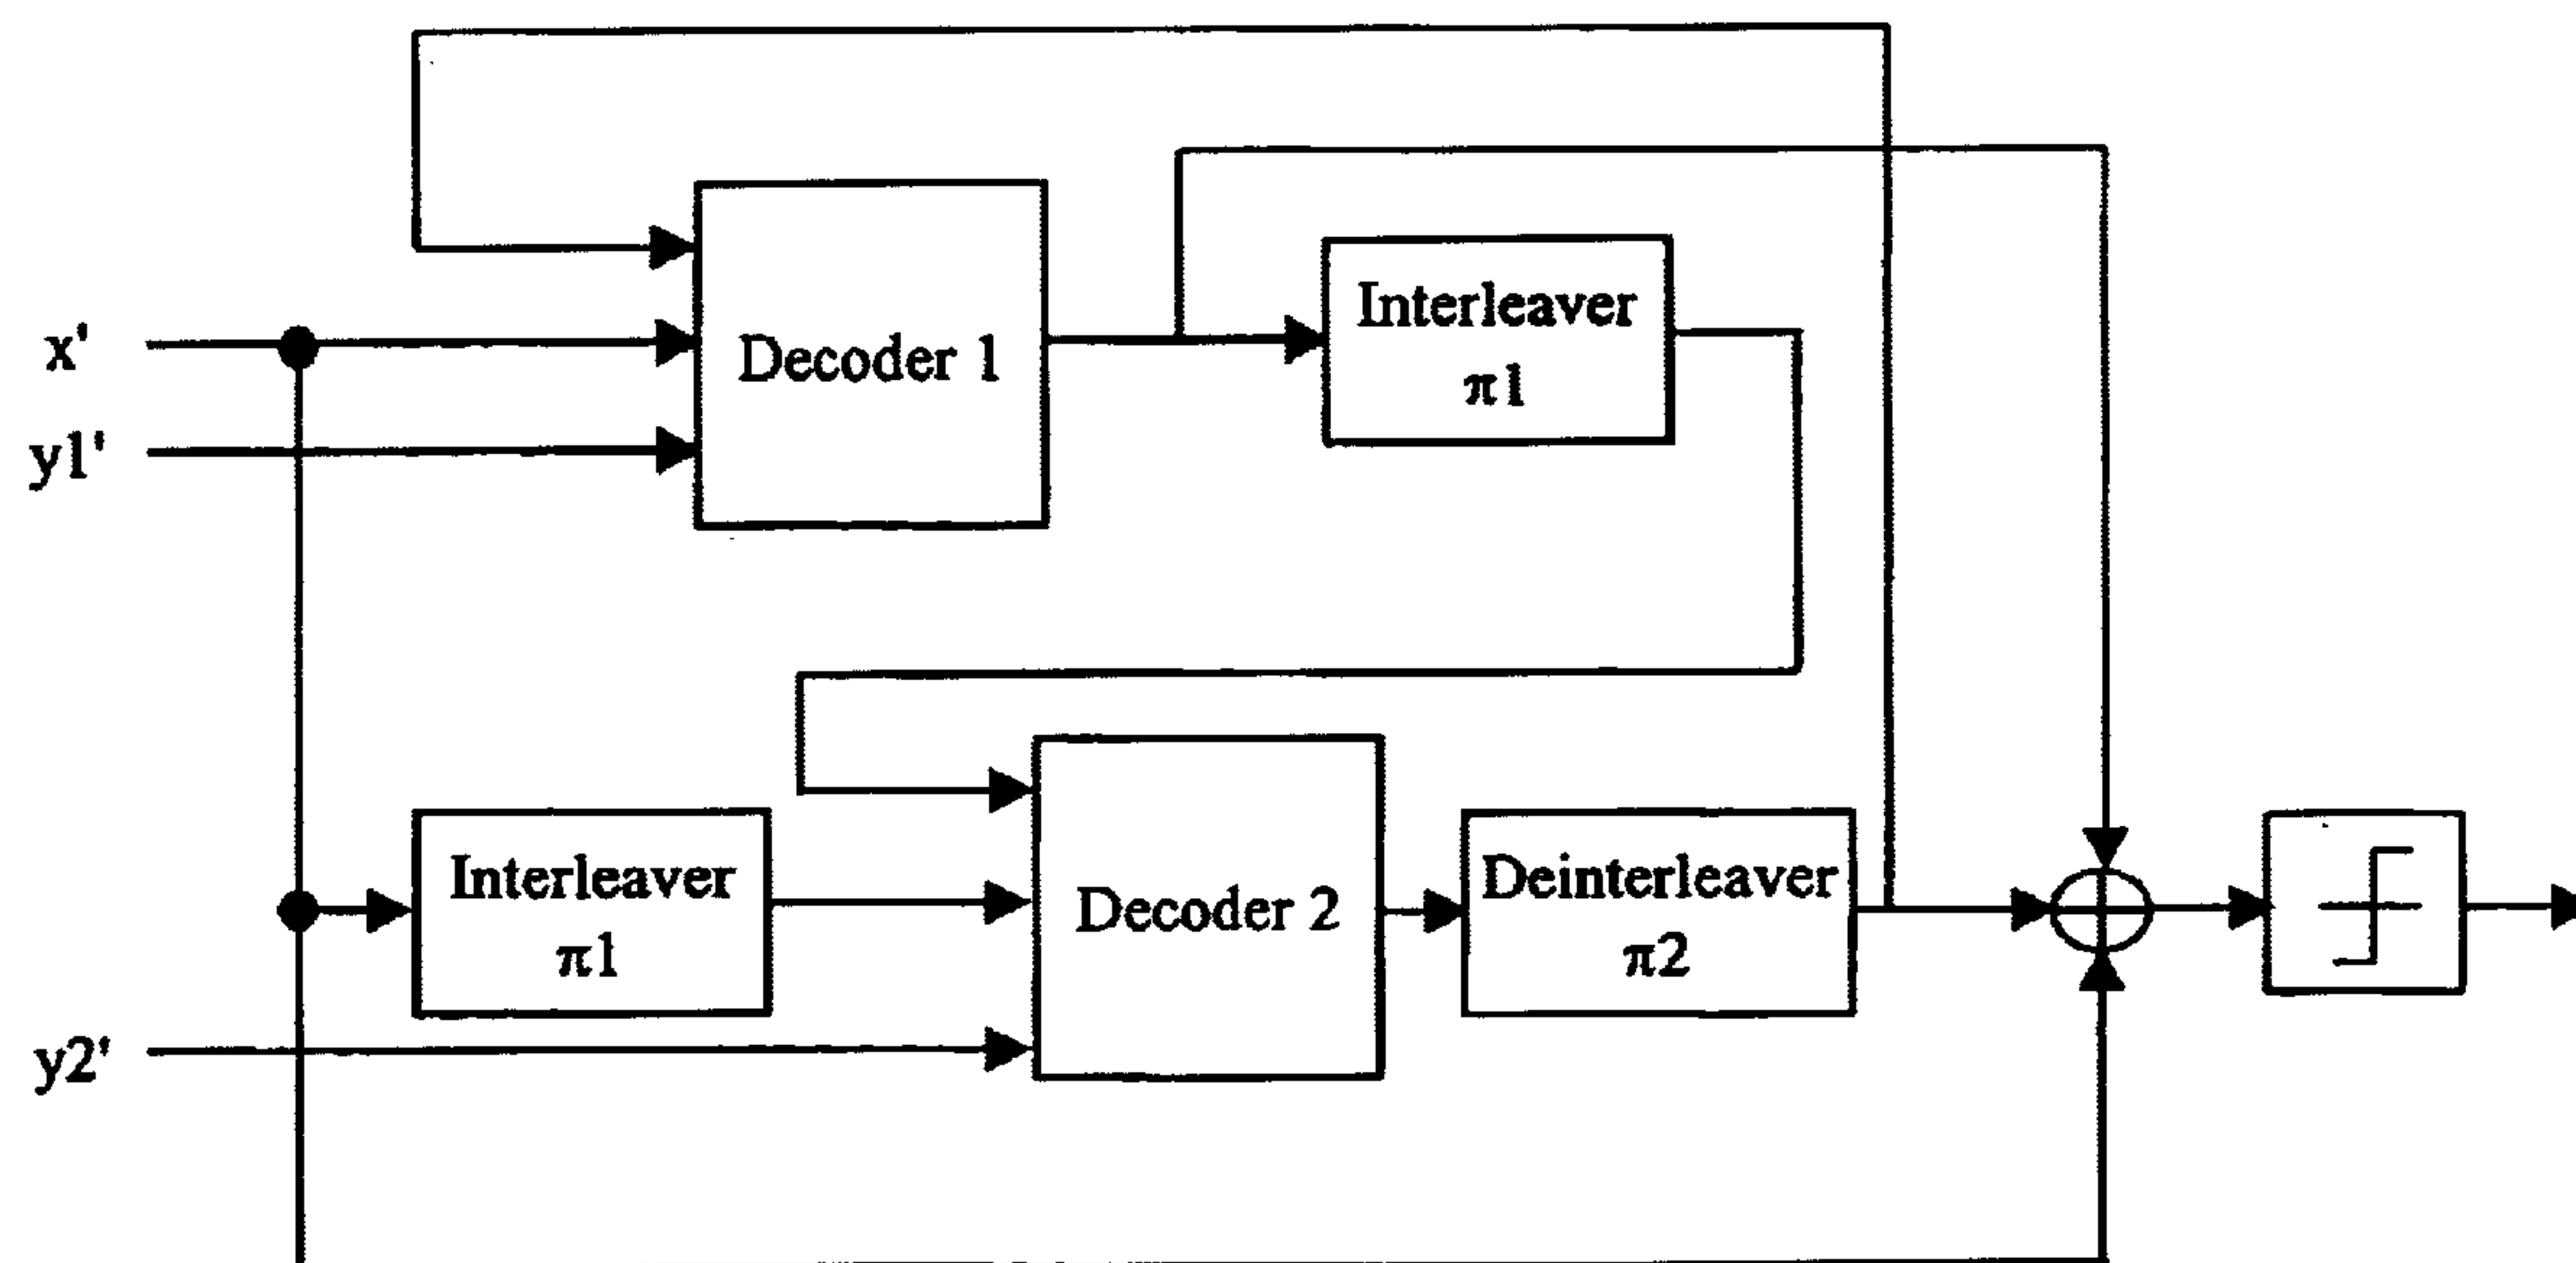 x'
y1'
Decoder 1
Interleaver
π1
Interleaver
π1
y2'
Decoder 2
Deinterleaver
π2